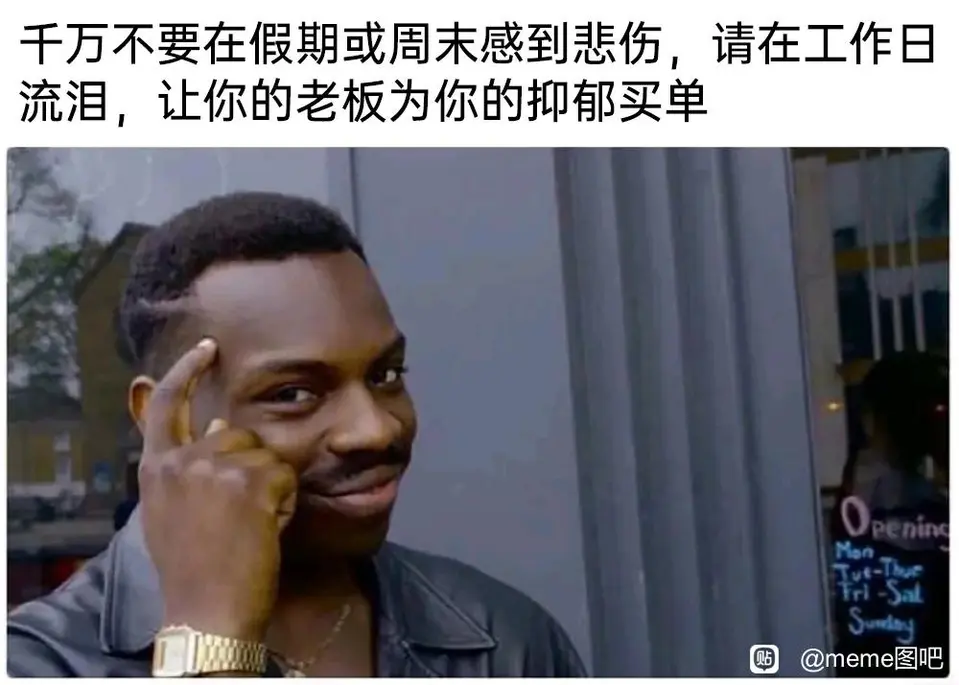 千万不要在假期或周末感到悲伤，请在工作日
流泪，让你的老板为你的抑郁买单
Opening
Mon
Tue-Thur
Fri-Sat
Sunday
贴 @meme图吧